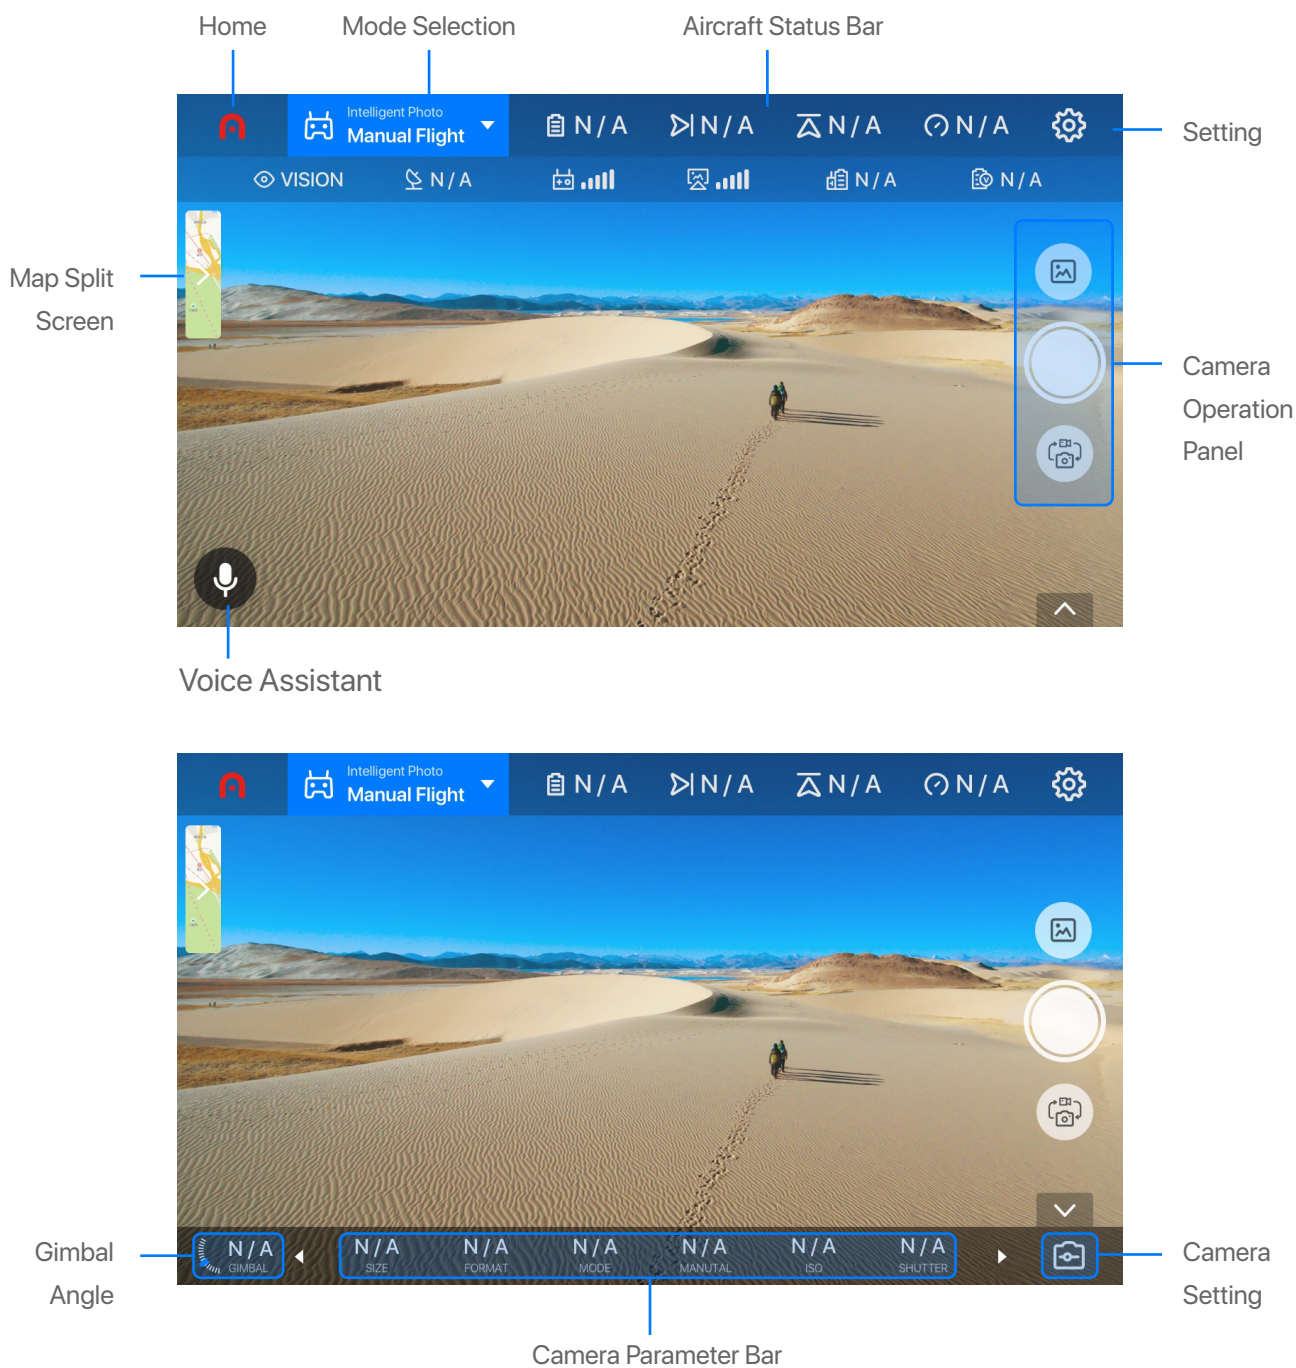 Home
Mode Selection
Aircraft Status Bar
Intelligent Photo
Manual Flight
N/A
N/A
N/A
N/A
Setting
VISION
N/A
N/A
N/A
Map Split
Screen
Camera
Operation
Panel
Voice Assistant
Intelligent Photo
Manual Flight
N/A
N/A
N/A
N/A
Gimbal
Angle
N/A
GIMBAL
N/A
SIZE
N/A
FORMAT
N/A
MODE
N/A
MANUTAL
N/A
ISO
N/A
SHUTTER
Camera
Setting
Camera Parameter Bar